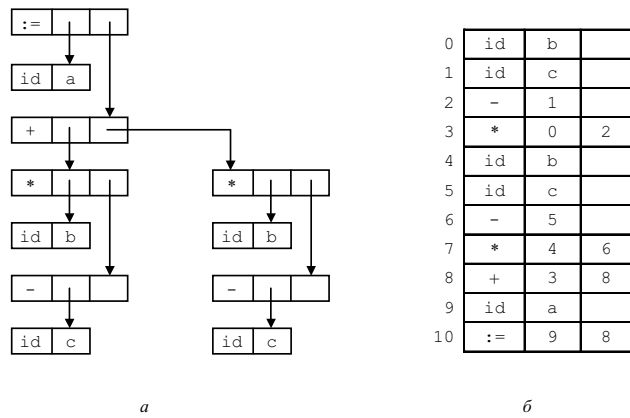 :=
id a
+
* *
id b id b
- -
id c id c
а
0 id b
1 id c
2 - 1
3 * 0 2
4 id b
5 id c
6 - 5
7 * 4 6
8 + 3 8
9 id a
10 := 9 8
б